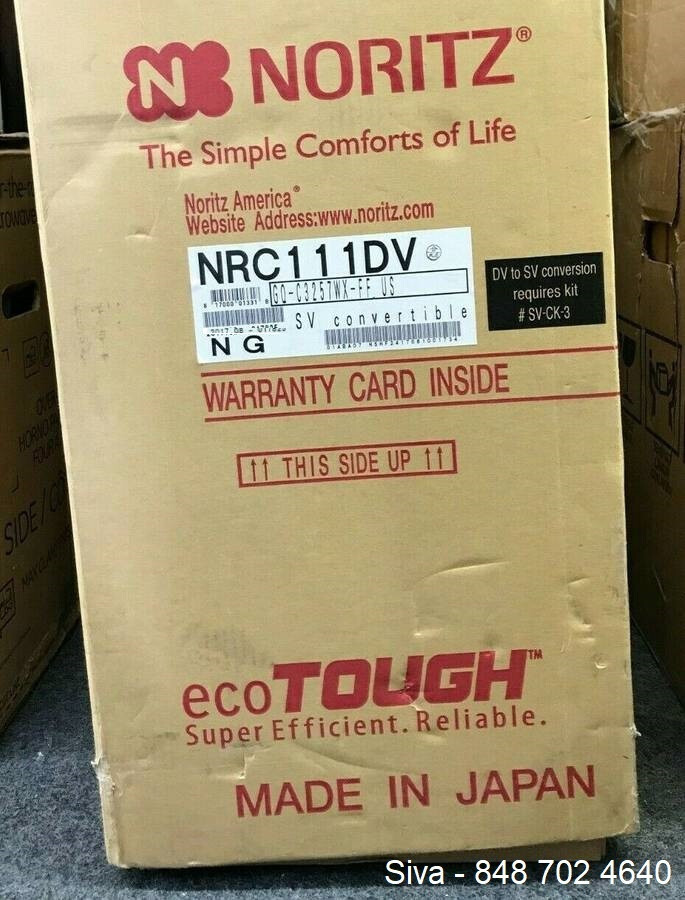 N NORITZ®
The Simple Comforts of Life
Noritz America®
Website Address:www.noritz.com
NRC111DV
GQ-C3257WX-FF US
SV convertible
NG
DV to SV conversion
requires kit
# SV-CK-3
WARRANTY CARD INSIDE
↑↑ THIS SIDE UP ↑↑
SIDE / CO
ecoTOUGH™
Super Efficient. Reliable.
MADE IN JAPAN
Siva - 848 702 4640